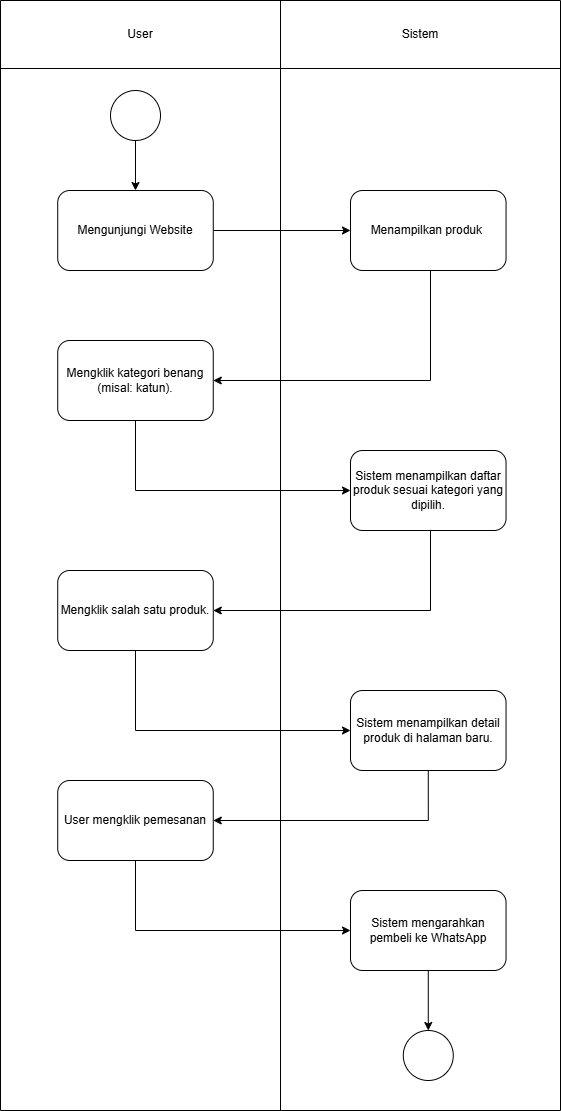 User
Sistem
Mengunjungi Website
Menampilkan produk
Mengklik kategori benang
(misal: katun).
Sistem menampilkan daftar
produk sesuai kategori yang
dipilih.
Mengklik salah satu produk.
Sistem menampilkan detail
produk di halaman baru.
User mengklik pemesanan
Sistem mengarahkan
pembeli ke WhatsApp